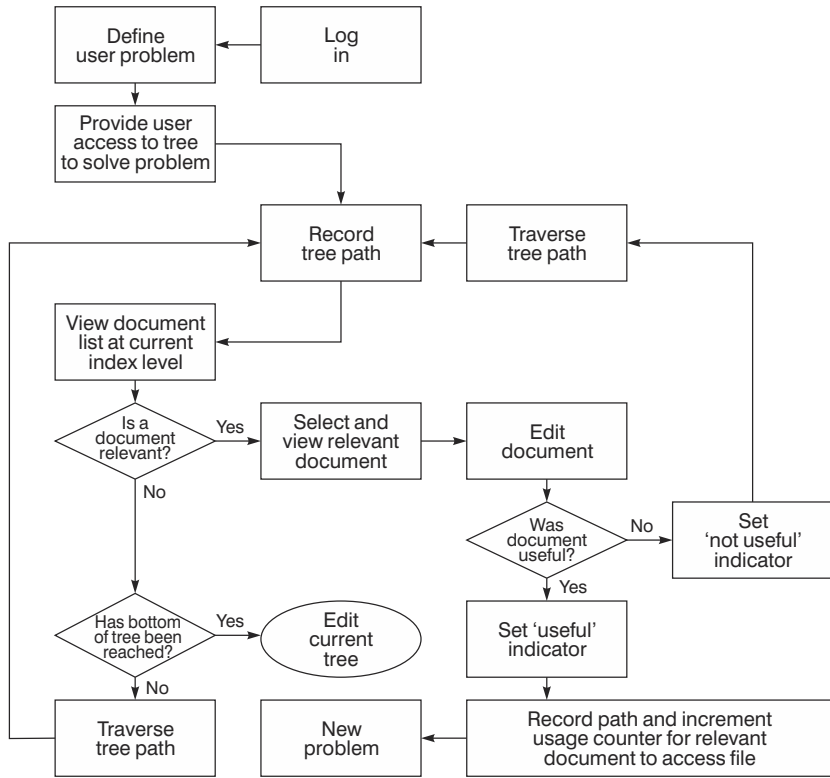 Define
user problem
Log
in
Provide user
access to tree
to solve problem
Record
tree path
Traverse
tree path
View document
list at current
index level
Is a
document
relevant?
Yes
No
Select and
view relevant
document
Edit
document
Was
document
useful?
No
Yes
Set
‘not useful’
indicator
Has bottom
of tree been
reached?
Yes
No
Edit
current
tree
Set ‘useful’
indicator
Traverse
tree path
New
problem
Record path and increment
usage counter for relevant
document to access file